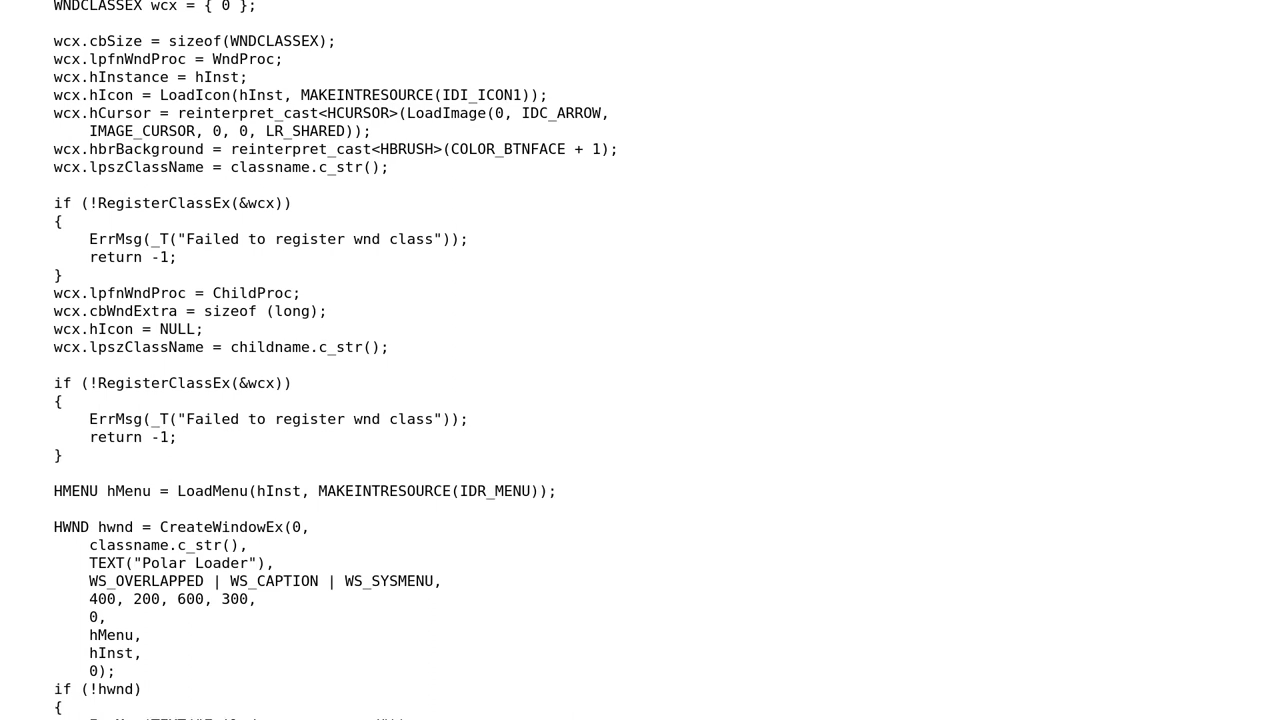 WNDCLASSEX wcx = { 0 };

wcx.cbSize = sizeof(WNDCLASSEX);
wcx.lpfnWndProc = WndProc;
wcx.hInstance = hInst;
wcx.hIcon = LoadIcon(hInst, MAKEINTRESOURCE(IDI_ICON1));
wcx.hCursor = reinterpret_cast<HCURSOR>(LoadImage(0, IDC_ARROW,
    IMAGE_CURSOR, 0, 0, LR_SHARED));
wcx.hbrBackground = reinterpret_cast<HBRUSH>(COLOR_BTNFACE + 1);
wcx.lpszClassName = classname.c_str();

if (!RegisterClassEx(&wcx))
{
    ErrMsg(_T("Failed to register wnd class"));
    return -1;
}
wcx.lpfnWndProc = ChildProc;
wcx.cbWndExtra = sizeof (long);
wcx.hIcon = NULL;
wcx.lpszClassName = childname.c_str();

if (!RegisterClassEx(&wcx))
{
    ErrMsg(_T("Failed to register wnd class"));
    return -1;
}

HMENU hMenu = LoadMenu(hInst, MAKEINTRESOURCE(IDR_MENU));

HWND hwnd = CreateWindowEx(0,
    classname.c_str(),
    TEXT("Polar Loader"),
    WS_OVERLAPPED | WS_CAPTION | WS_SYSMENU,
    400, 200, 600, 300,
    0,
    hMenu,
    hInst,
    0);
if (!hwnd)
{